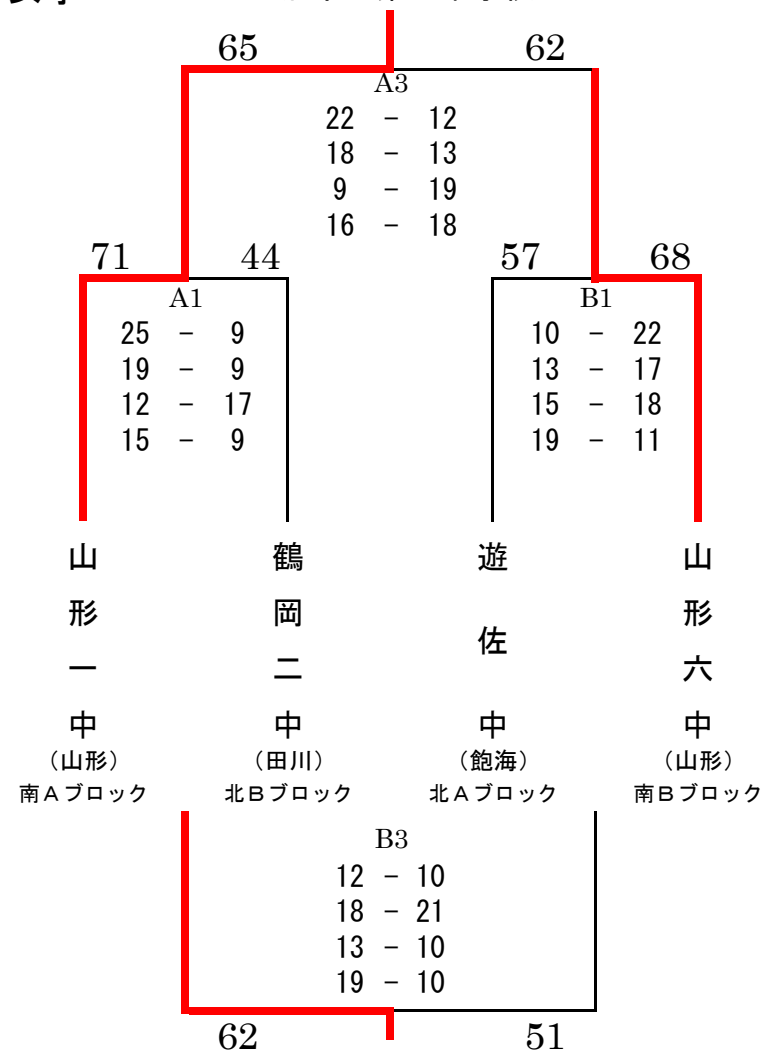 65 62
A3
22 - 12
18 - 13
9 - 19
16 - 18
71 44 57 68
A1 B1
25 - 9 10 - 22
19 - 9 13 - 17
12 - 17 15 - 18
15 - 9 19 - 11
山形一中 鶴岡二中 遊佐中 山形六中
（山形） （田川） （飽海） （山形）
南Aブロック 北Bブロック 北Aブロック 南Bブロック
B3
12 - 10
18 - 21
13 - 10
19 - 10
62 51